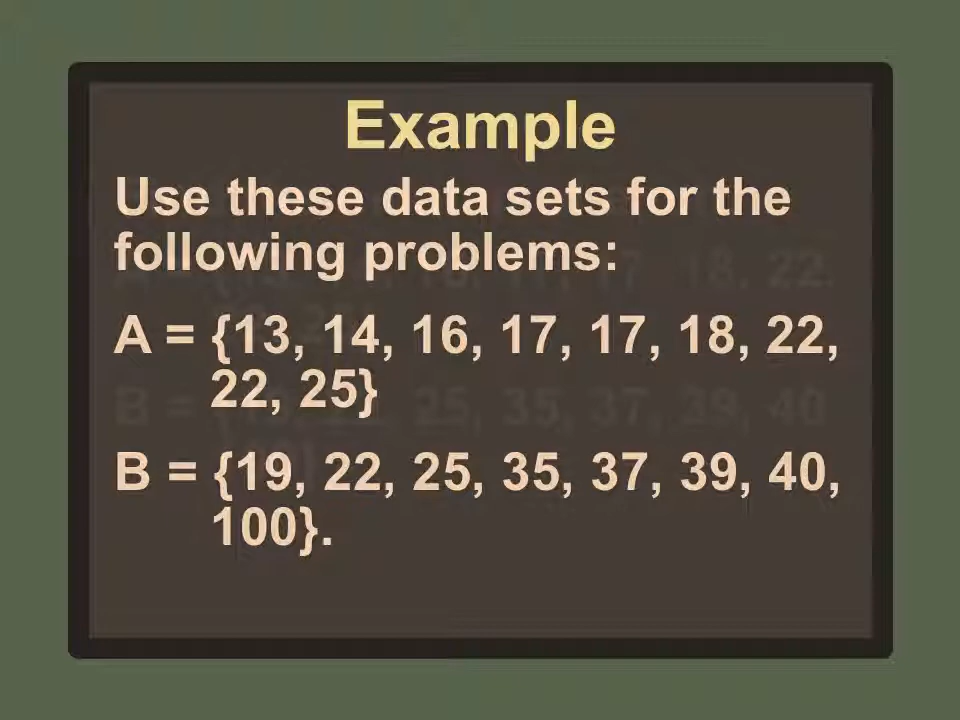 Example
Use these data sets for the
following problems:
A = {13, 14, 16, 17, 17, 18, 22,
22, 25}
B = {19, 22, 25, 35, 37, 39, 40,
100}.